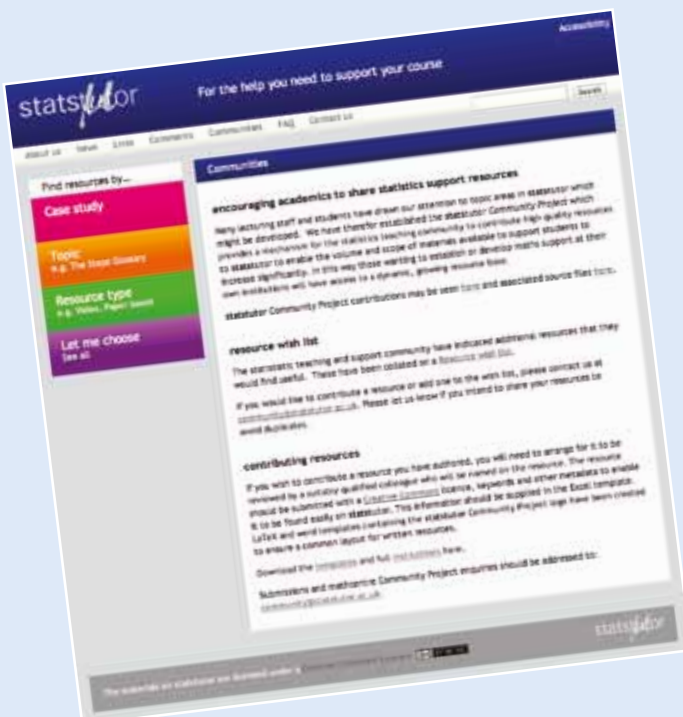 Accessibility
statstutor
For the help you need to support your course
About us News Links Comments Communities FAQ Contact us
Search
Find resources by...
Case study
Topic
e.g. The Steps Glossary
Resource type
e.g. Video, Paper based
Let me choose
See all
Communities
encouraging academics to share statistics support resources
Many lecturing staff and students have drawn our attention to topic areas in statstutor which
might be developed. We have therefor established the statstutor Community Project which
provides a mechanism for the statistics teaching community to contribute high quality resources
to statstutor to enable the volume and scope of materials available to support students to
increase significantly. In this way those wanting to establish or develop maths support at their
own institutions will have access to a dynamic, growing resource base.
statstutor Community Project contributions may be seen here and associated source files here.
resource wish list
The statistics teaching and support community have indicated additional resources that they
would find useful. These have been collated on a Resource wish list.
If you would like to contribute a resource or add one to the wish list, please contact us at
community@statstutor.ac.uk. Please let us know if you intend to share your resources to
avoid duplicates.
contributing resources
If you wish to contribute a resource you have authored, you will need to arrange for it to be
reviewed by a suitably qualified colleague who will be named on the resource. The resource
should be submitted with a Creative Commons licence, keywords and other metadata to enable
it to be found easily on statstutor. This information should be supplied in the Excel template.
LaTeX and word templates containing the statstutor Community Project logo have been created
to ensure a common layout for written resources.
Download the templates and full instructions here.
Submissions and mathcentre Community Project enquiries should be addressed to:
community@statstutor.ac.uk
The materials on statstutor are licensed under a
statstutor